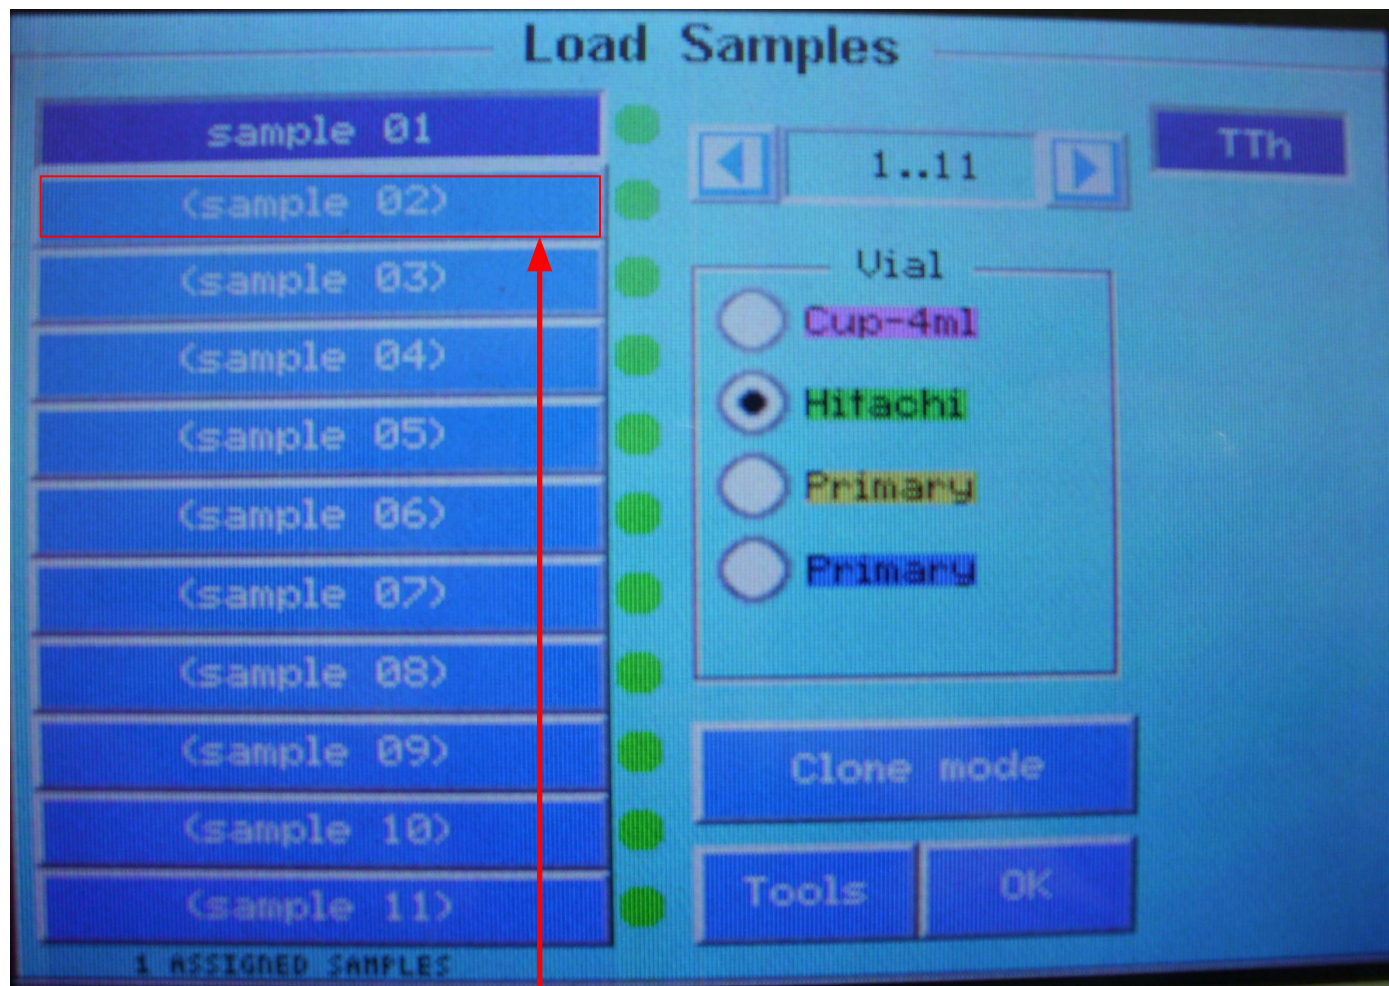 Load Samples
sample 01
(sample 02)
(sample 03)
(sample 04)
(sample 05)
(sample 06)
(sample 07)
(sample 08)
(sample 09)
(sample 10)
(sample 11)
1 ASSIGNED SAMPLES
1..11
TTh
Vial
Cup-4ml
Hitachi
Primary
Primary
Clone mode
Tools
OK